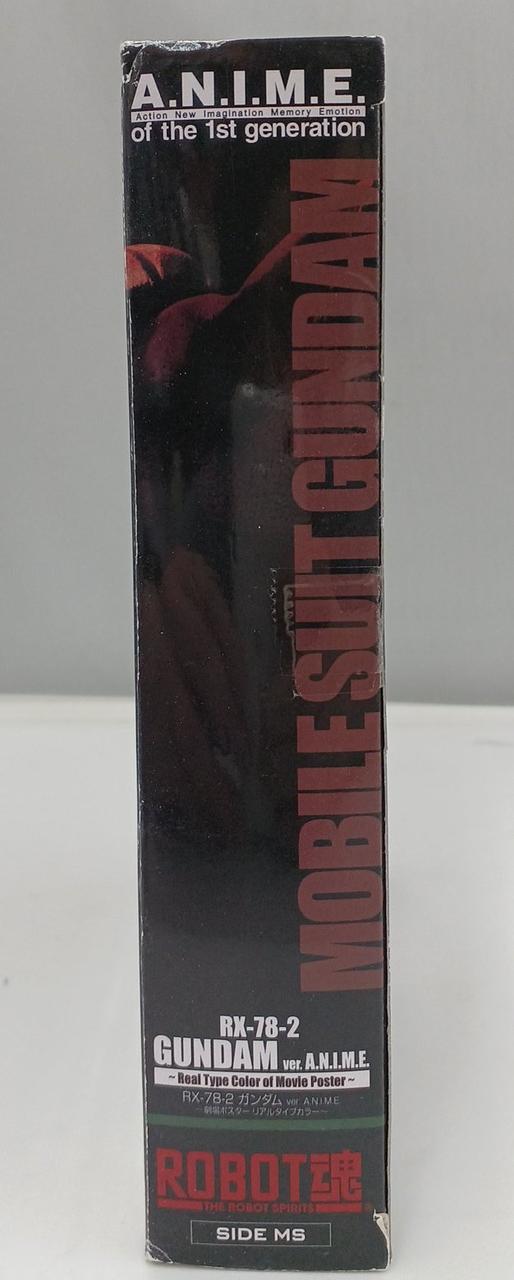 A.N.I.M.E.
Action New Imagination Memory Emotion
of the 1st generation
MOBILE SUIT GUNDAM
RX-78-2
GUNDAM ver. A.N.I.M.E.
~Real Type Color of Movie Poster~
RX-78-2 ガンダム ver. A.N.I.M.E.
~劇場ポスター リアルタイプカラー~
ROBOT魂
THE ROBOT SPIRITS
SIDE MS